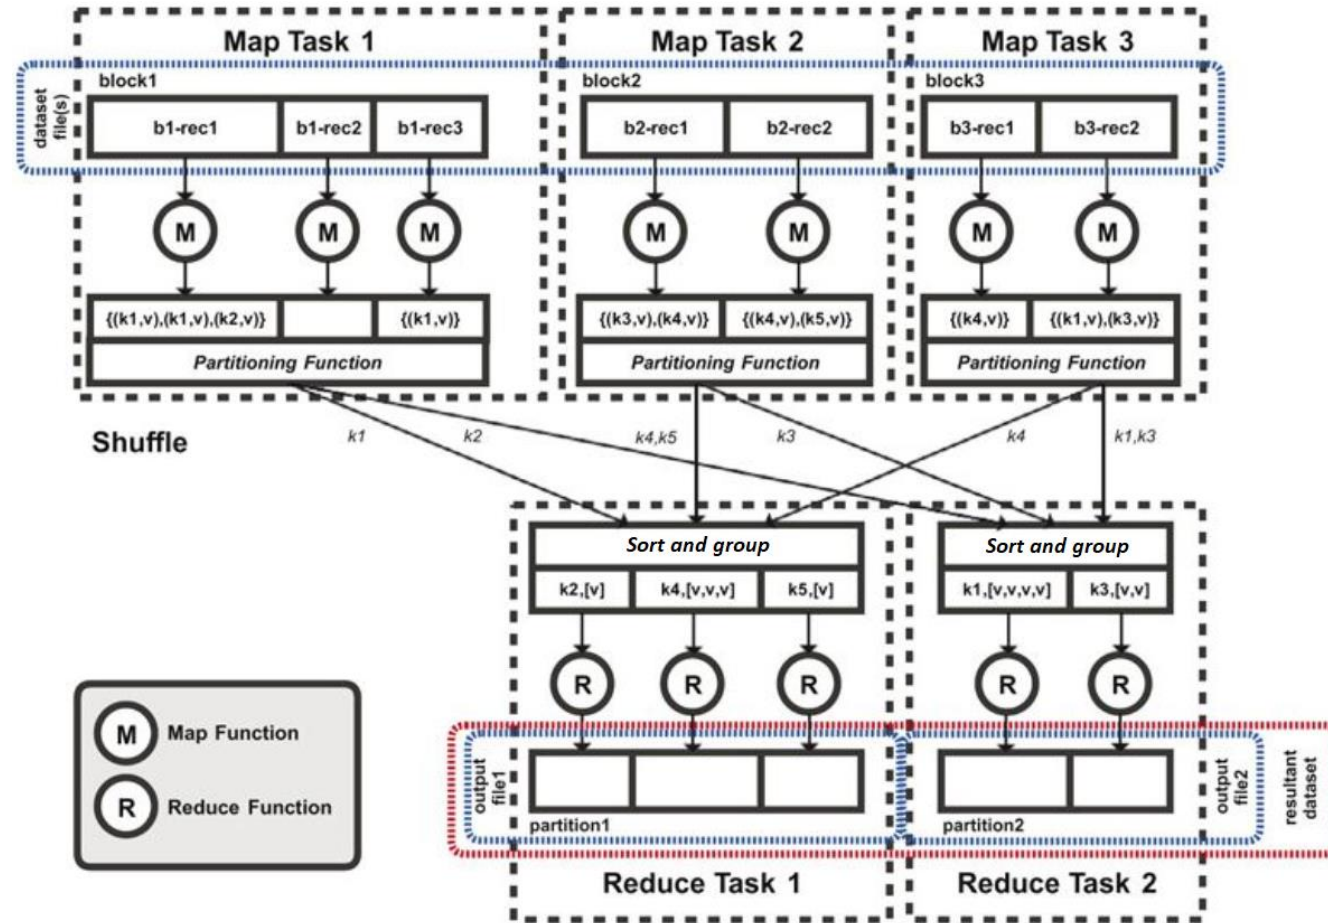 Map Task 1
Map Task 2
Map Task 3
dataset
file(s)
block1
block2
block3
b1-rec1
b1-rec2
b1-rec3
b2-rec1
b2-rec2
b3-rec1
b3-rec2
M
M
M
M
M
M
M
{(k1,v),(k1,v),(k2,v)}
{(k1,v)}
{(k3,v),(k4,v)}
{(k4,v),(k5,v)}
{(k4,v)}
{(k1,v),(k3,v)}
Partitioning Function
Partitioning Function
Partitioning Function
Shuffle
k1
k2
k4,k5
k3
k4
k1,k3
Sort and group
Sort and group
k2,[v]
k4,[v,v,v]
k5,[v]
k1,[v,v,v,v]
k3,[v,v]
R
R
R
R
R
M
Map Function
R
Reduce Function
output
file1
partition1
partition2
output
file2
resultant
dataset
Reduce Task 1
Reduce Task 2